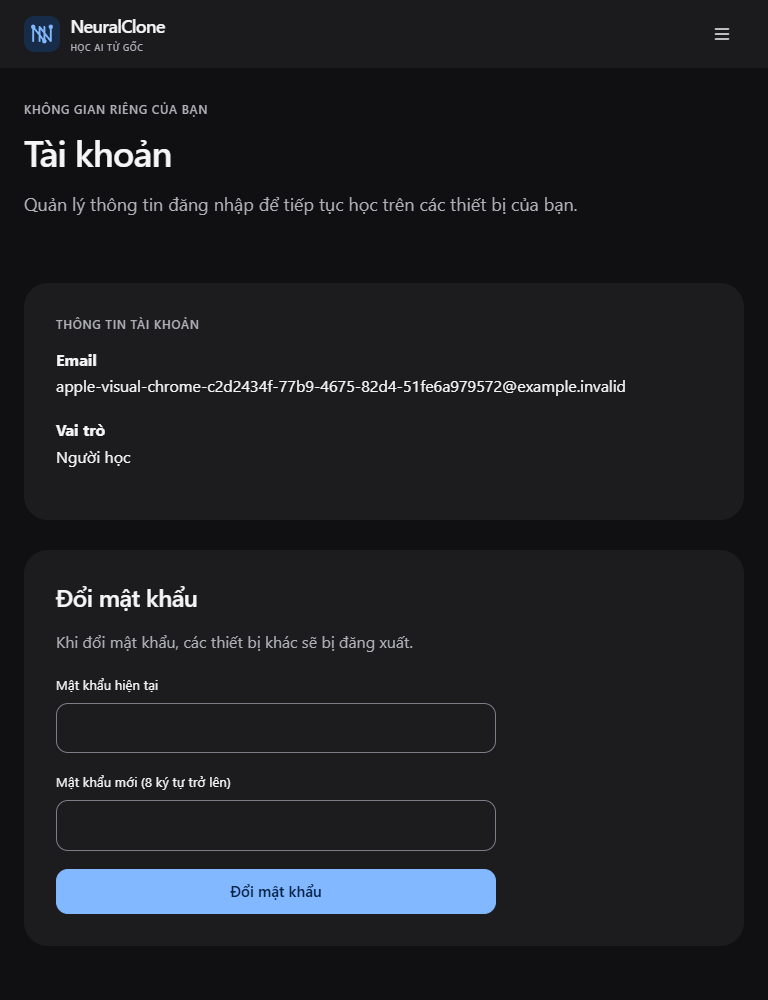 NeuralClone
HỌC AI TỪ GỐC
KHÔNG GIAN RIÊNG CỦA BẠN
Tài khoản
Quản lý thông tin đăng nhập để tiếp tục học trên các thiết bị của bạn.
THÔNG TIN TÀI KHOẢN
Email
apple-visual-chrome-c2d2434f-77b9-4675-82d4-51fe6a979572@example.invalid
Vai trò
Người học
Đổi mật khẩu
Khi đổi mật khẩu, các thiết bị khác sẽ bị đăng xuất.
Mật khẩu hiện tại
Mật khẩu mới (8 ký tự trở lên)
Đổi mật khẩu